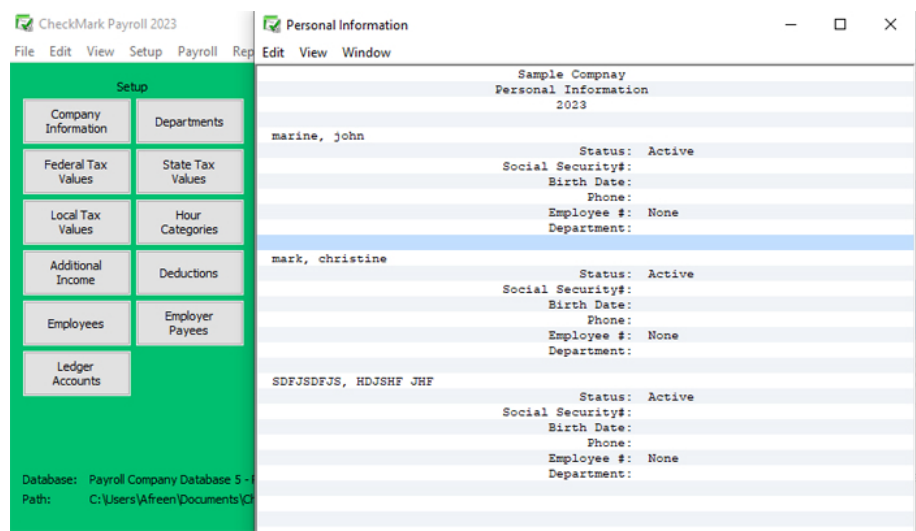 CheckMark Payroll 2023
File Edit View Setup Payroll Rep
Setup
Company Information
Departments
Federal Tax Values
State Tax Values
Local Tax Values
Hour Categories
Additional Income
Deductions
Employees
Employer Payees
Ledger Accounts
Database: Payroll Company Database 5 -
Path: C:\Users\Afreen\Documents\Ch
Personal Information
Edit View Window
Sample Compnay
Personal Information
2023
marine, john
Status: Active
Social Security#:
Birth Date:
Phone:
Employee #: None
Department:
mark, christine
Status: Active
Social Security#:
Birth Date:
Phone:
Employee #: None
Department:
SDFJSDFJS, HDJSHF JHF
Status: Active
Social Security#:
Birth Date:
Phone:
Employee #: None
Department: